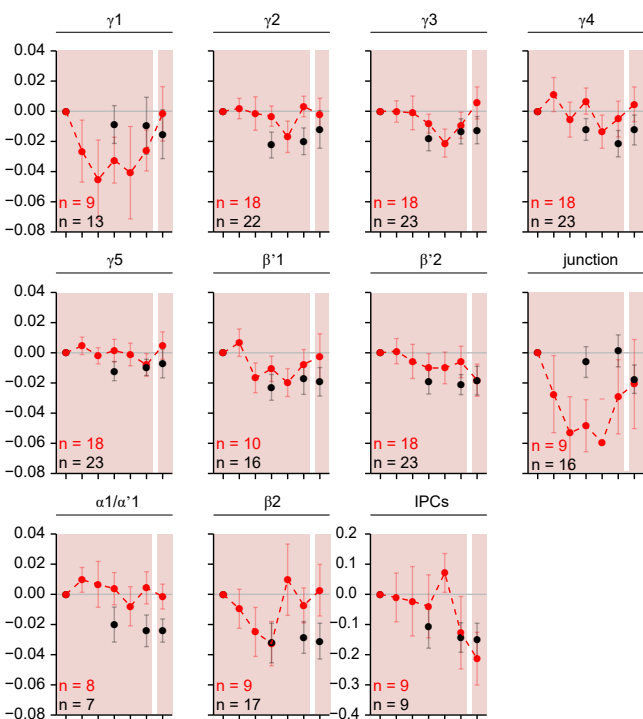 γ1 γ2 γ3 γ4
0.04
0.02
0.00
−0.02
−0.04
−0.06
−0.08
n = 9
n = 13
n = 18
n = 22
n = 18
n = 23
n = 18
n = 23
γ5 β’1 β’2 junction
0.04
0.02
0.00
−0.02
−0.04
−0.06
−0.08
n = 18
n = 23
n = 10
n = 16
n = 18
n = 23
n = 9
n = 16
α1/α’1 β2 IPCs
0.04
0.02
0.00
−0.02
−0.04
−0.06
−0.08
n = 8
n = 7
n = 9
n = 17
0.2
0.1
0.0
−0.1
−0.2
−0.3
−0.4
n = 9
n = 9